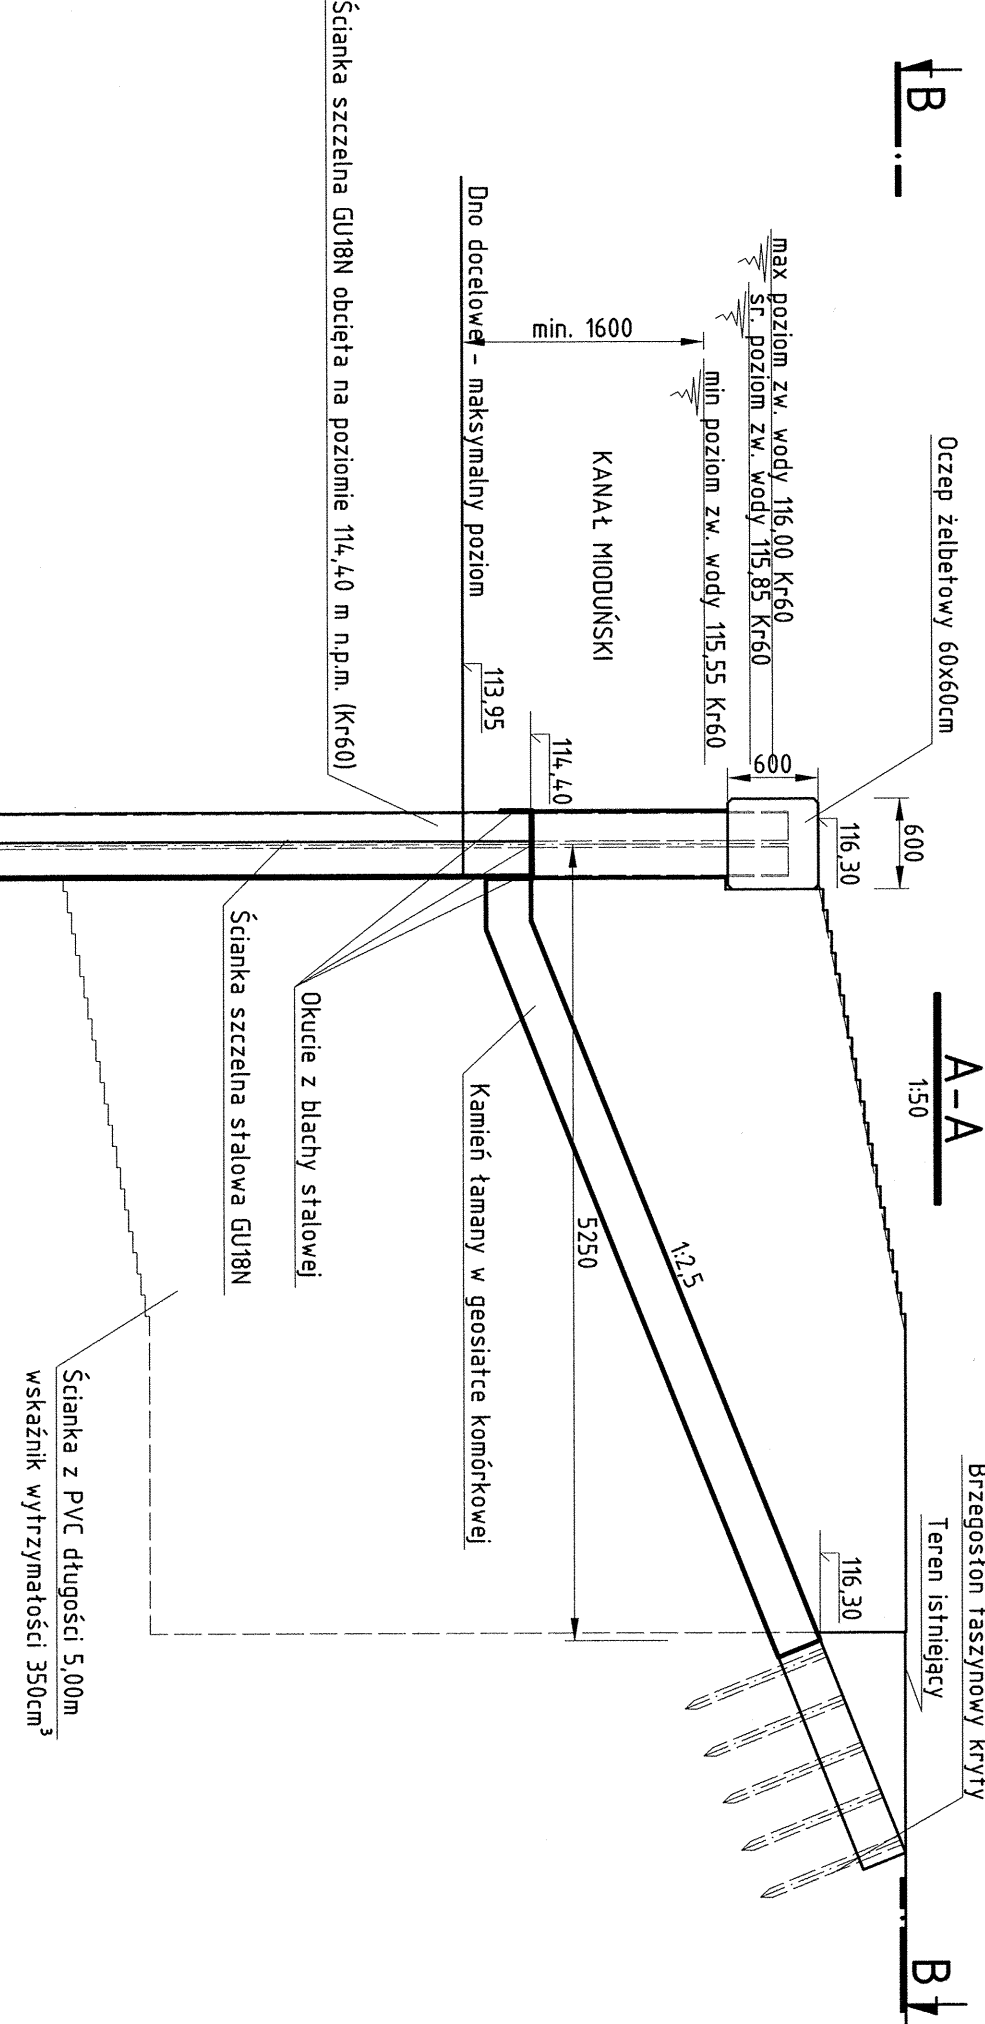 A-A
1:50
B
B
Oczep żelbetowy 60x60cm
600
600
116,30
max poziom zw. wody 116,00 Kr60
śr. poziom zw. wody 115,85 Kr60
min poziom zw. wody 115,55 Kr60
KANAŁ MIODUŃSKI
min. 1600
Dno docelowe - maksymalny poziom
113,95
114,40
Ścianka szczelna GU18N obcięta na poziomie 114,40 m n.p.m. (Kr60)
Brzegosłon faszynowy kryty
Teren istniejący
116,30
1:2,5
5250
Kamień łamany w geosiatce komórkowej
Okucie z blachy stalowej
Ścianka szczelna stalowa GU18N
Ścianka z PVC długości 5,00m
wskaźnik wytrzymałości 350cm³